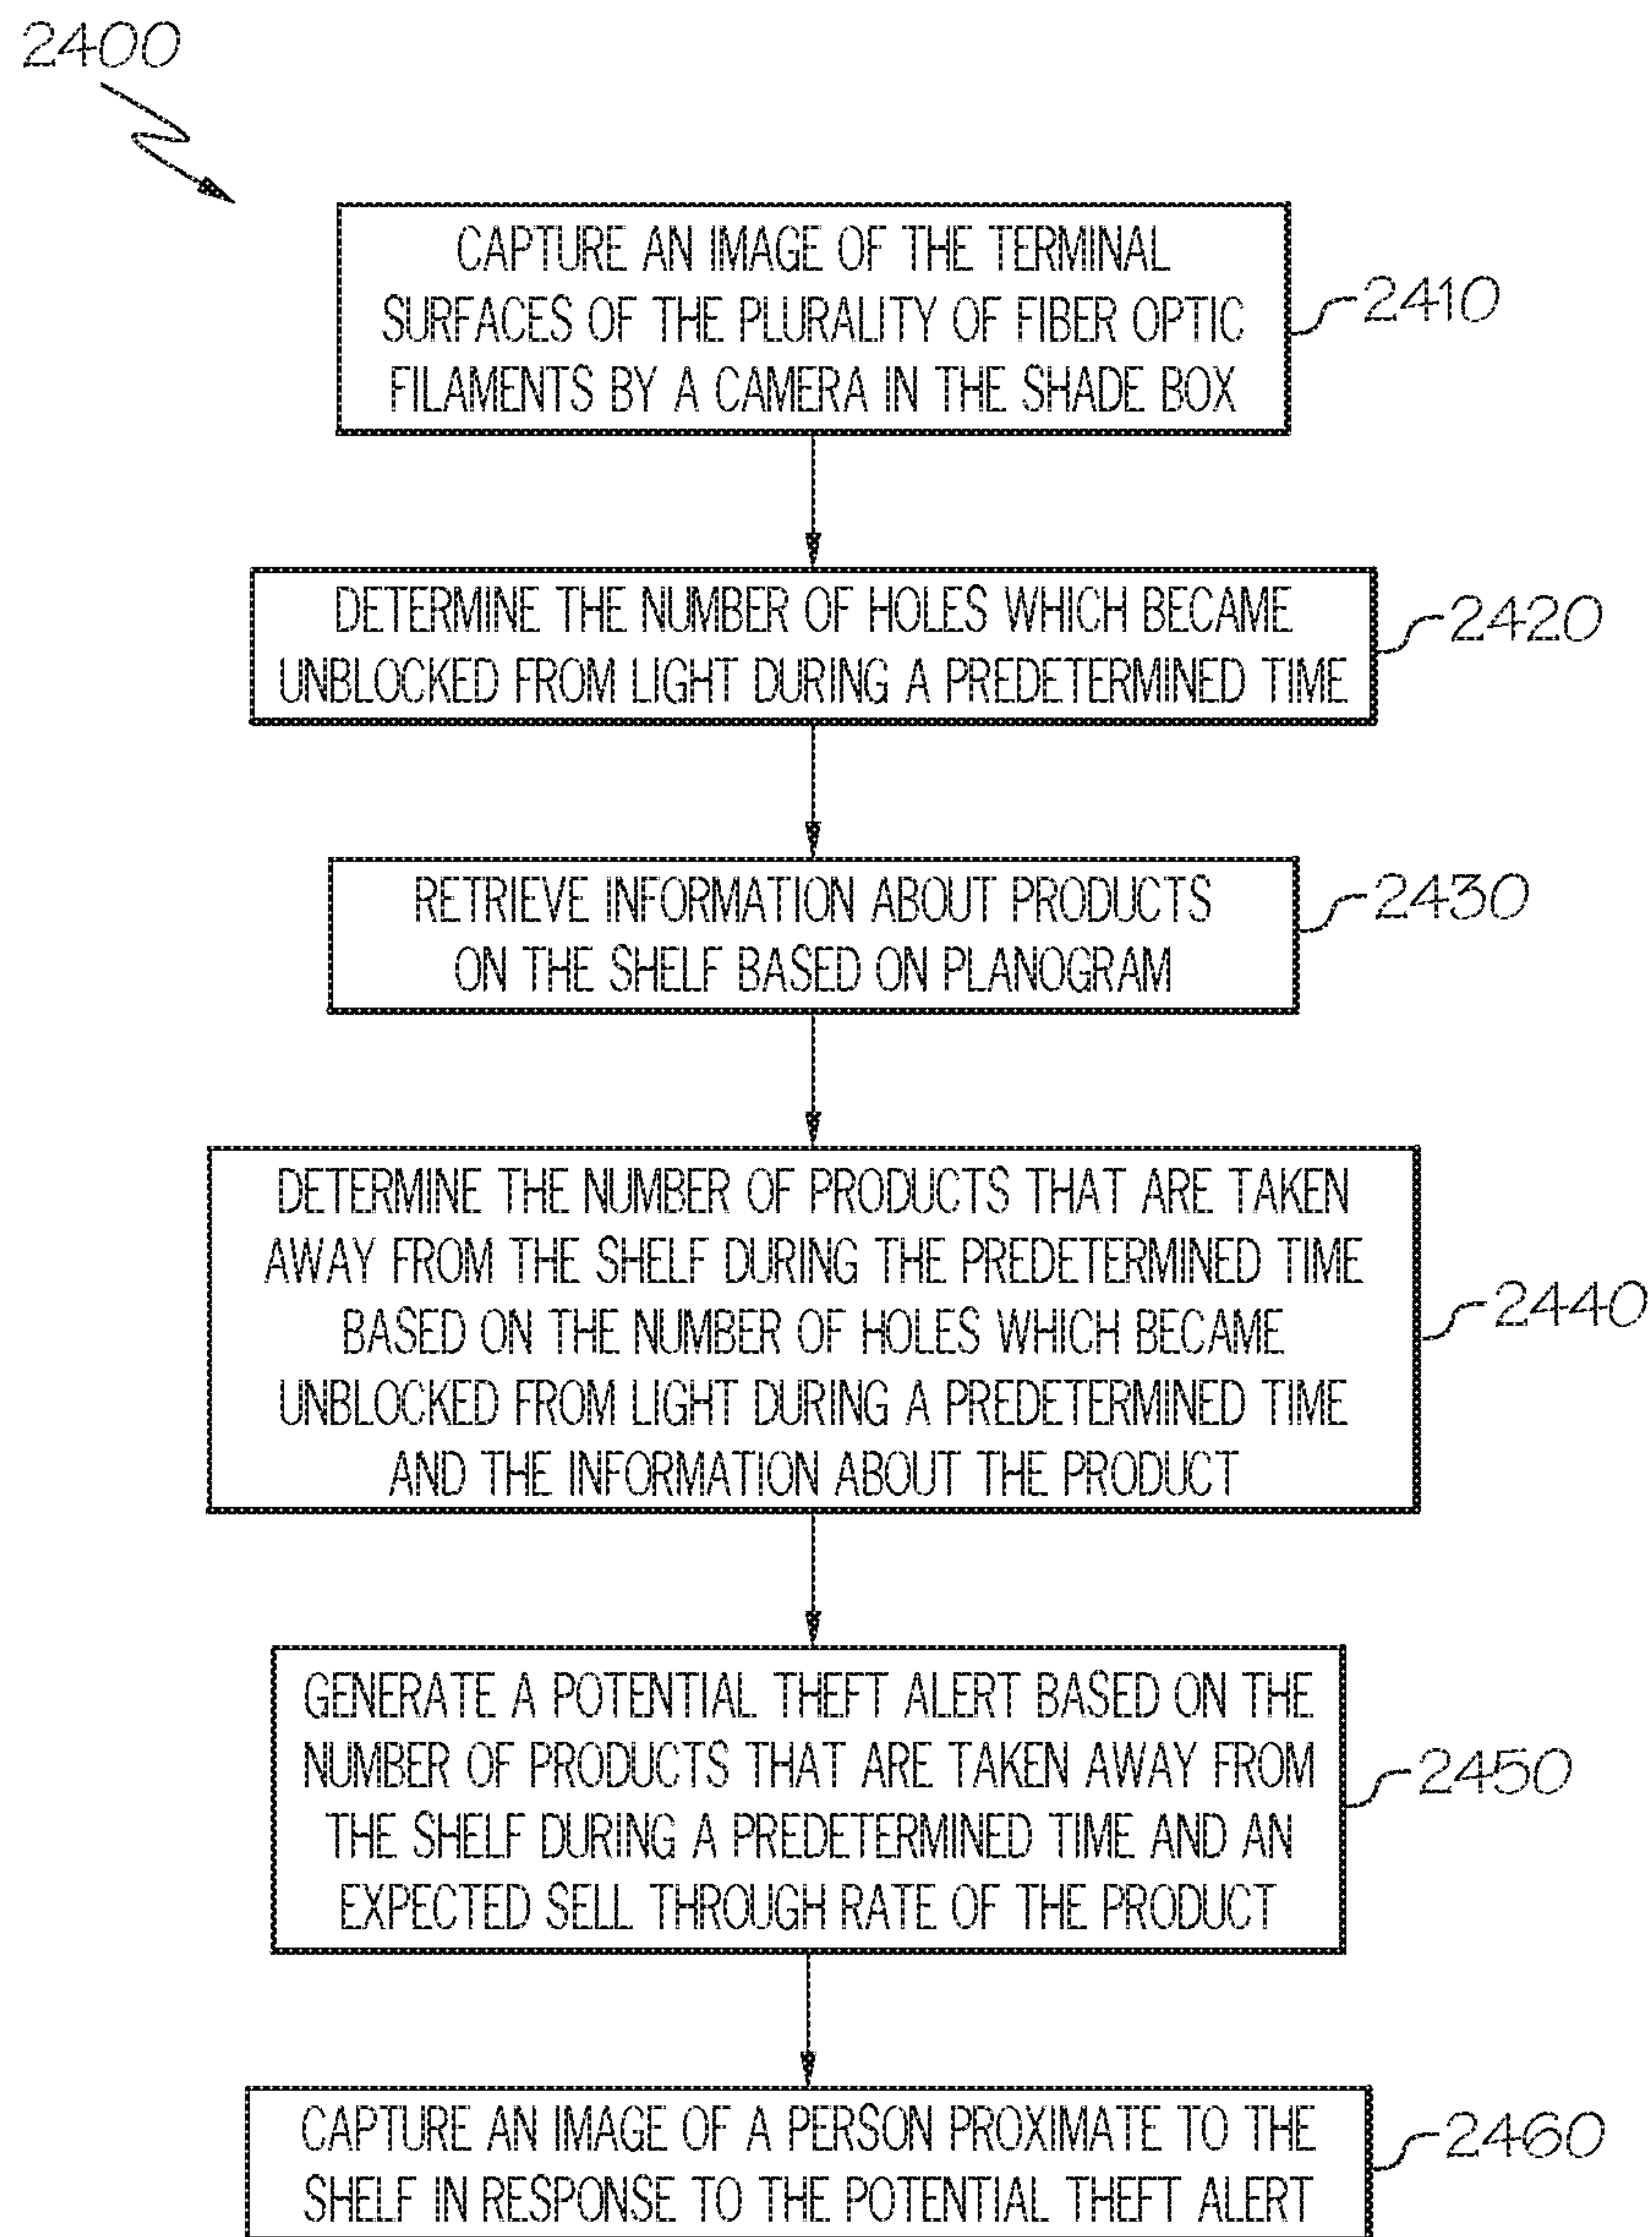 2400
CAPTURE AN IMAGE OF THE TERMINAL
SURFACES OF THE PLURALITY OF FIBER OPTIC
FILAMENTS BY A CAMERA IN THE SHADE BOX
2410
DETERMINE THE NUMBER OF HOLES WHICH BECAME
UNBLOCKED FROM LIGHT DURING A PREDETERMINED TIME
2420
RETRIEVE INFORMATION ABOUT PRODUCTS
ON THE SHELF BASED ON PLANOGRAM
2430
DETERMINE THE NUMBER OF PRODUCTS THAT ARE TAKEN
AWAY FROM THE SHELF DURING THE PREDETERMINED TIME
BASED ON THE NUMBER OF HOLES WHICH BECAME
UNBLOCKED FROM LIGHT DURING A PREDETERMINED TIME
AND THE INFORMATION ABOUT THE PRODUCT
2440
GENERATE A POTENTIAL THEFT ALERT BASED ON THE
NUMBER OF PRODUCTS THAT ARE TAKEN AWAY FROM
THE SHELF DURING A PREDETERMINED TIME AND AN
EXPECTED SELL THROUGH RATE OF THE PRODUCT
2450
CAPTURE AN IMAGE OF A PERSON PROXIMATE TO THE
SHELF IN RESPONSE TO THE POTENTIAL THEFT ALERT
2460